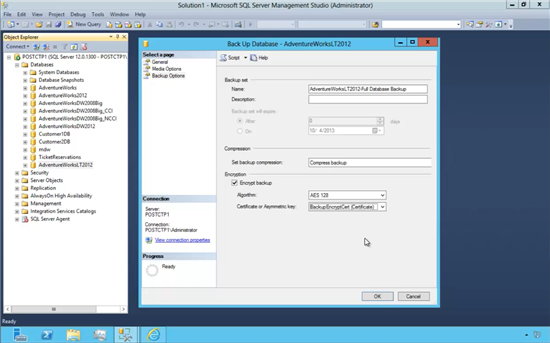 Solution1 - Microsoft SQL Server Management Studio (Administrator)
File Edit View Project Debug Tools Window Help
New Query
Object Explorer
Connect
POSTCTP1 (SQL Server 12.0.1300 - POSTCTP1\Ad
Databases
System Databases
Database Snapshots
AdventureWorks
AdventureWorks2012
AdventureWorksDW2008Big
AdventureWorksDW2008Big_CCI
AdventureWorksDW2008Big_NCCI
AdventureWorksDW2012
Customer1DB
Customer2DB
mdw
TicketReservations
AdventureWorksLT2012
Security
Server Objects
Replication
AlwaysOn High Availability
Management
Integration Services Catalogs
SQL Server Agent
Back Up Database - AdventureWorksLT2012
Select a page
General
Media Options
Backup Options
Connection
Server:
POSTCTP1
Connection:
POSTCTP1\Administrator
View connection properties
Progress
Ready
Script
Help
Backup set
Name:
AdventureWorksLT2012-Full Database Backup
Description:
Backup set will expire:
After:
0
days
On:
10/ 4/2013
Compression
Set backup compression:
Compress backup
Encryption
Encrypt backup
Algorithm:
AES 128
Certificate or Asymmetric key:
BackupEncryptCert (Certificate)
OK
Cancel
Ready